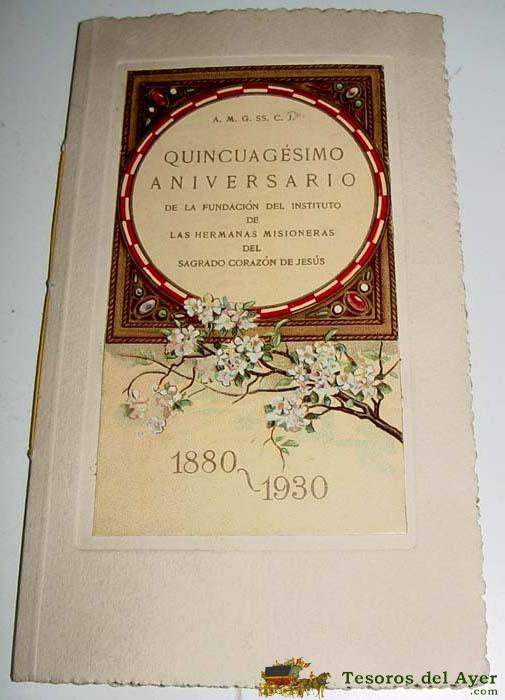 A. M. G. SS. C. J.
QUINCUAGÉSIMO
ANIVERSARIO
DE LA FUNDACIÓN DEL INSTITUTO
DE
LAS HERMANAS MISIONERAS
DEL
SAGRADO CORAZÓN DE JESÚS
1880
1930
Tesoros del Ayer
.com